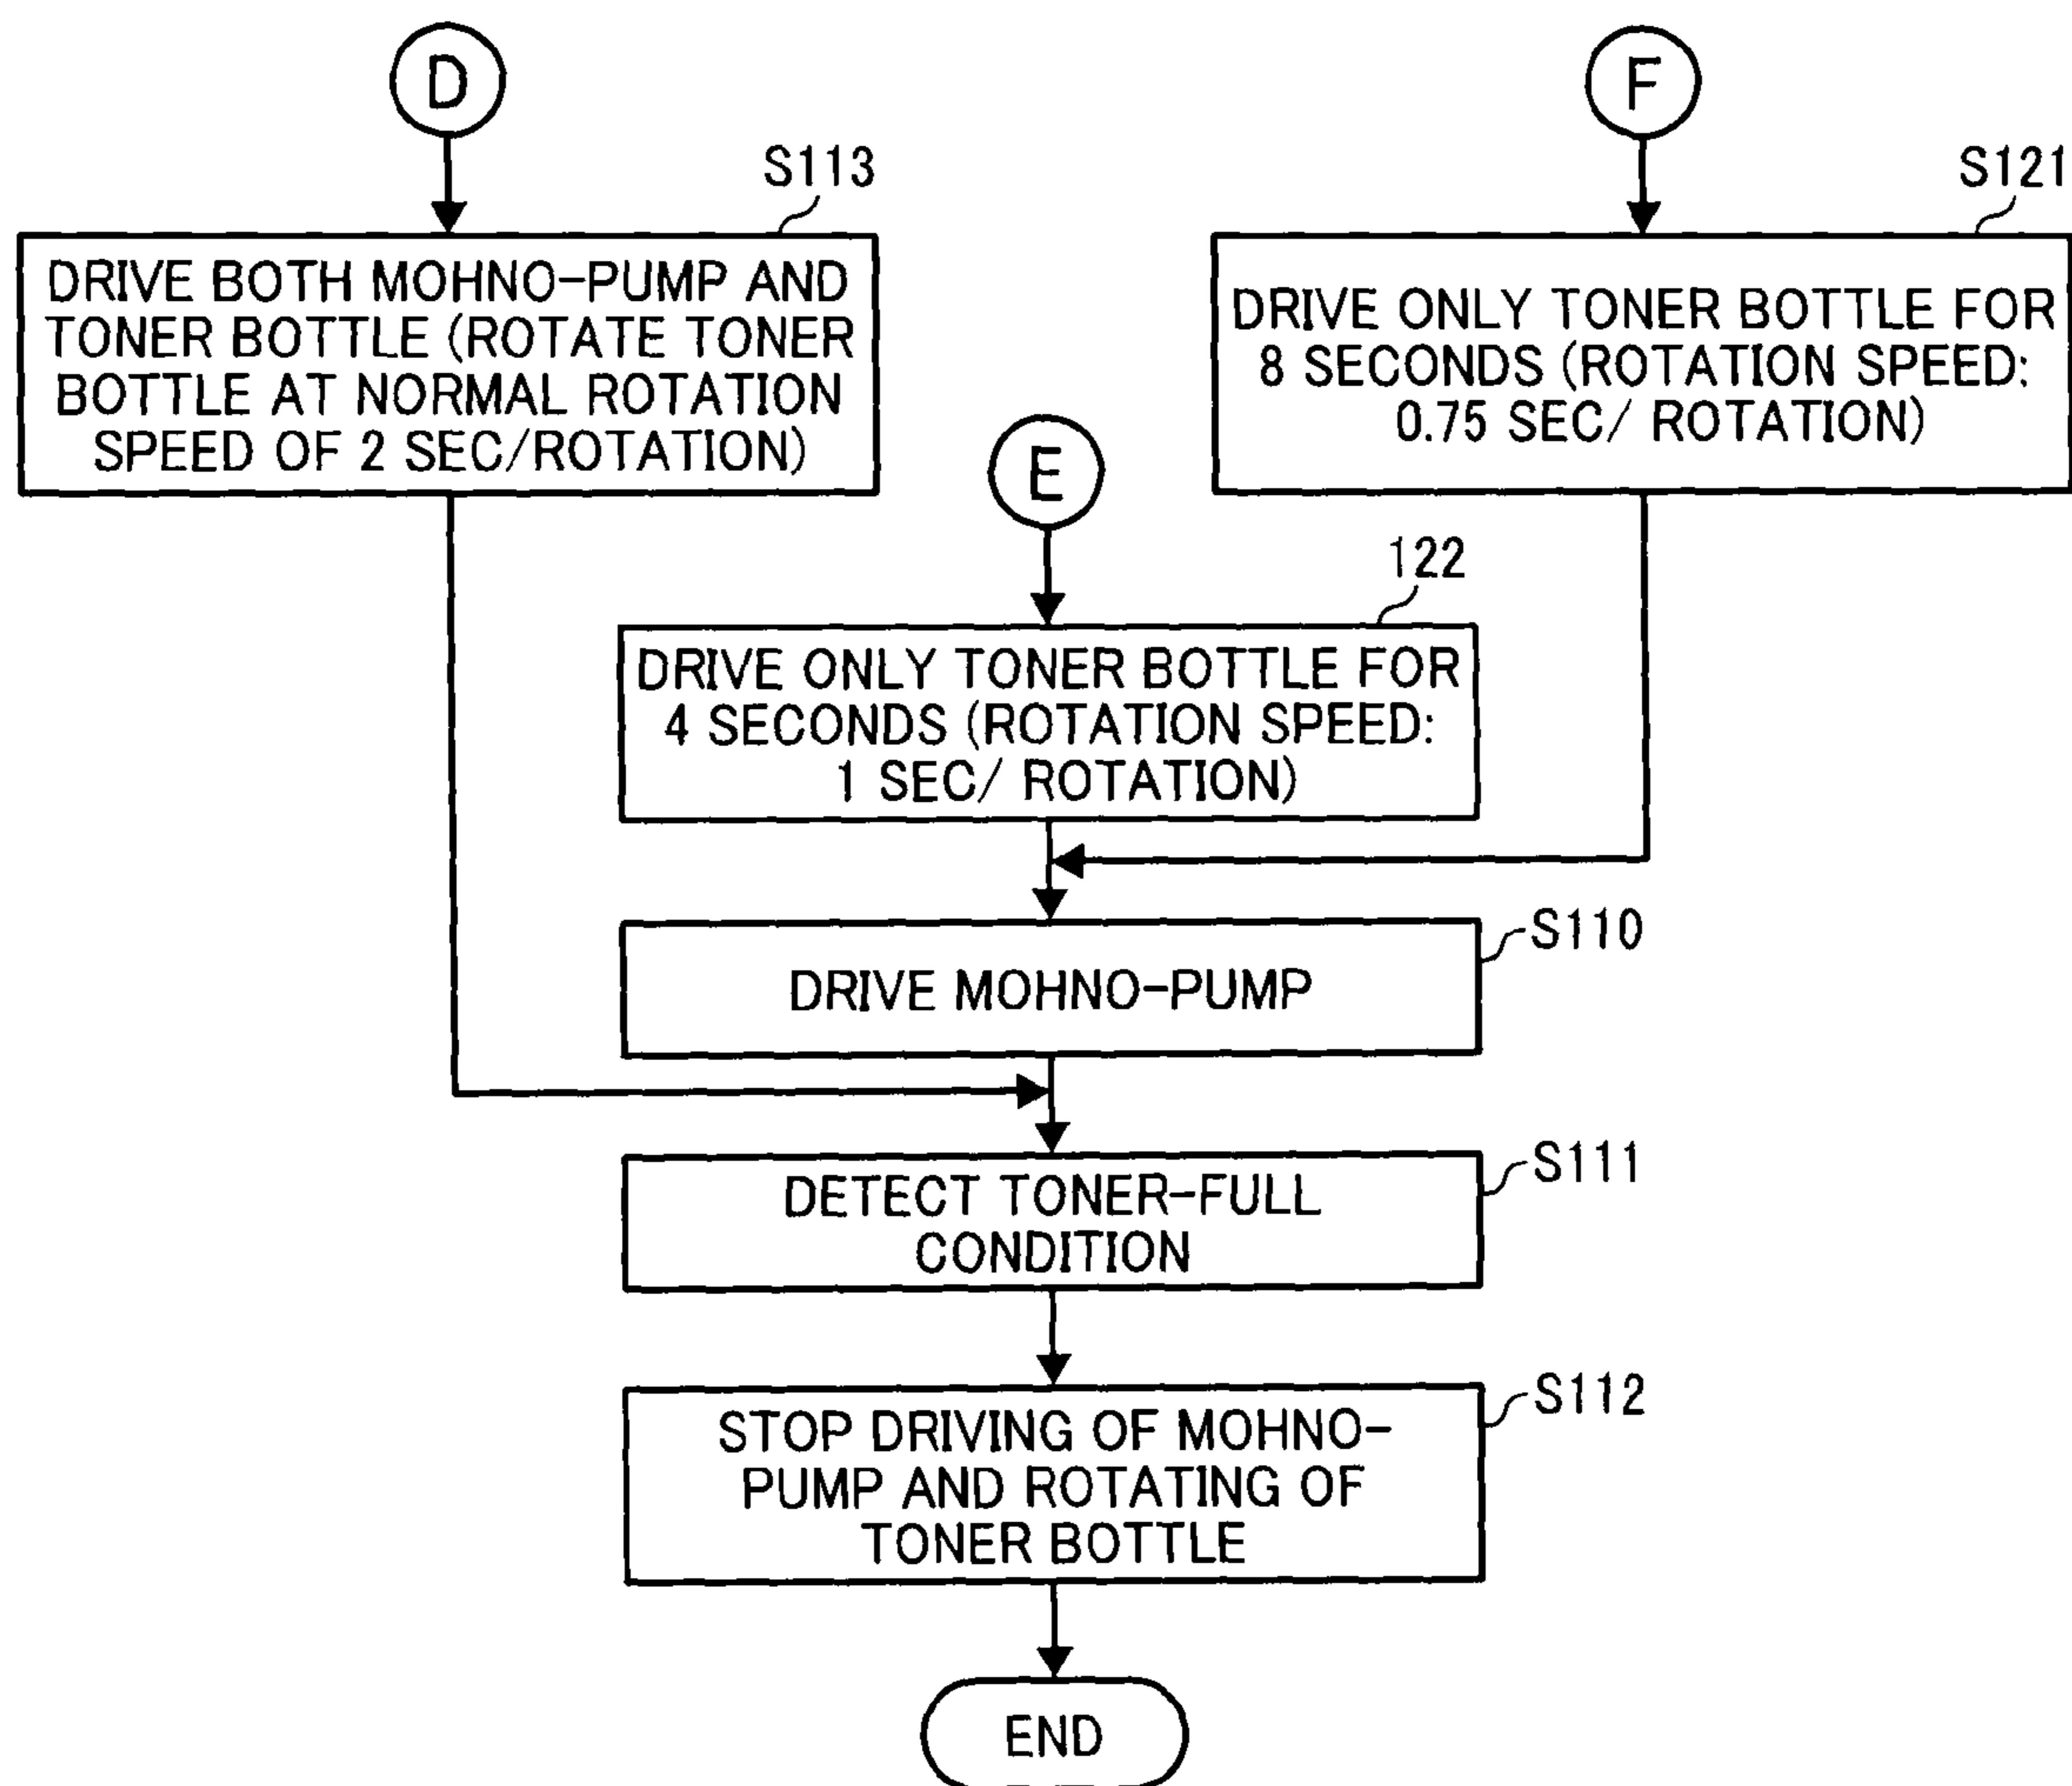 D
F
S113
S121
DRIVE BOTH MOHNO-PUMP AND
TONER BOTTLE (ROTATE TONER
BOTTLE AT NORMAL ROTATION
SPEED OF 2 SEC/ROTATION)
DRIVE ONLY TONER BOTTLE FOR
8 SECONDS (ROTATION SPEED:
0.75 SEC/ ROTATION)
E
122
DRIVE ONLY TONER BOTTLE FOR
4 SECONDS (ROTATION SPEED:
1 SEC/ ROTATION)
S110
DRIVE MOHNO-PUMP
S111
DETECT TONER-FULL
CONDITION
S112
STOP DRIVING OF MOHNO-
PUMP AND ROTATING OF
TONER BOTTLE
END